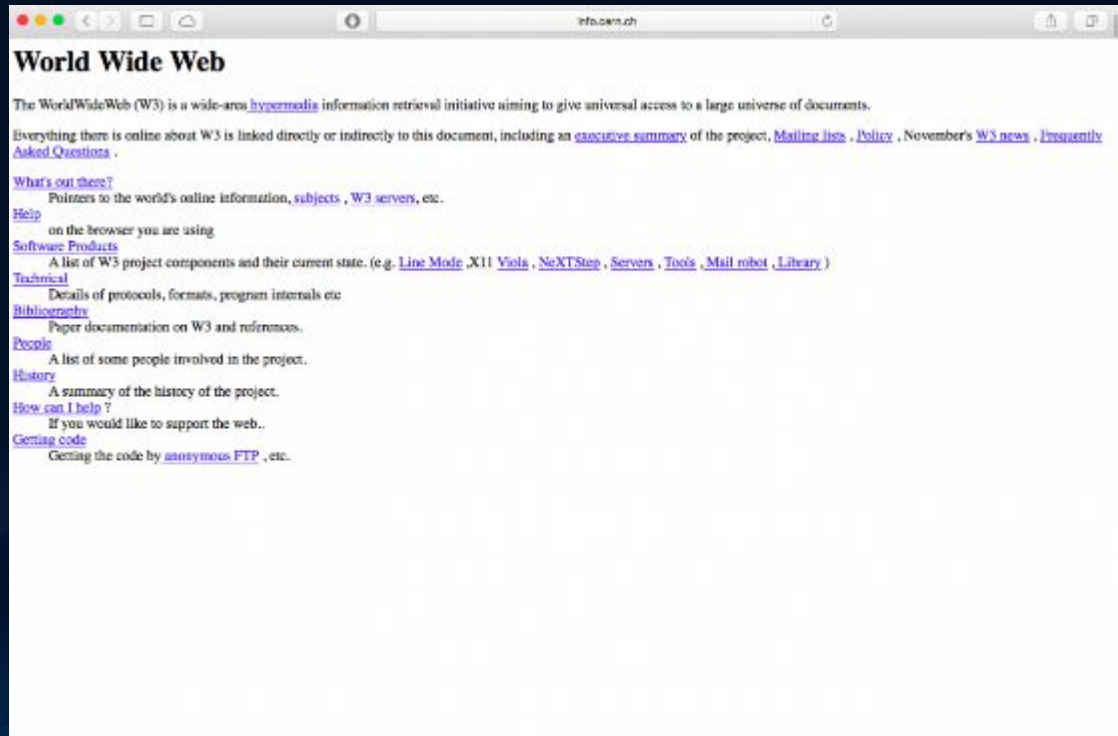 info.cern.ch
World Wide Web
The WorldWideWeb (W3) is a wide-area hypermedia information retrieval initiative aiming to give universal access to a large universe of documents.
Everything there is online about W3 is linked directly or indirectly to this document, including an executive summary of the project, Mailing lists , Policy , November's W3 news , Frequently
Asked Questions .
What's out there?
Pointers to the world's online information, subjects , W3 servers, etc.
Help
on the browser you are using
Software Products
A list of W3 project components and their current state. (e.g. Line Mode ,X11 Viola , NeXTStep , Servers , Tools , Mail robot , Library )
Technical
Details of protocols, formats, program internals etc
Bibliography
Paper documentation on W3 and references.
People
A list of some people involved in the project.
History
A summary of the history of the project.
How can I help ?
If you would like to support the web..
Getting code
Getting the code by anonymous FTP , etc.